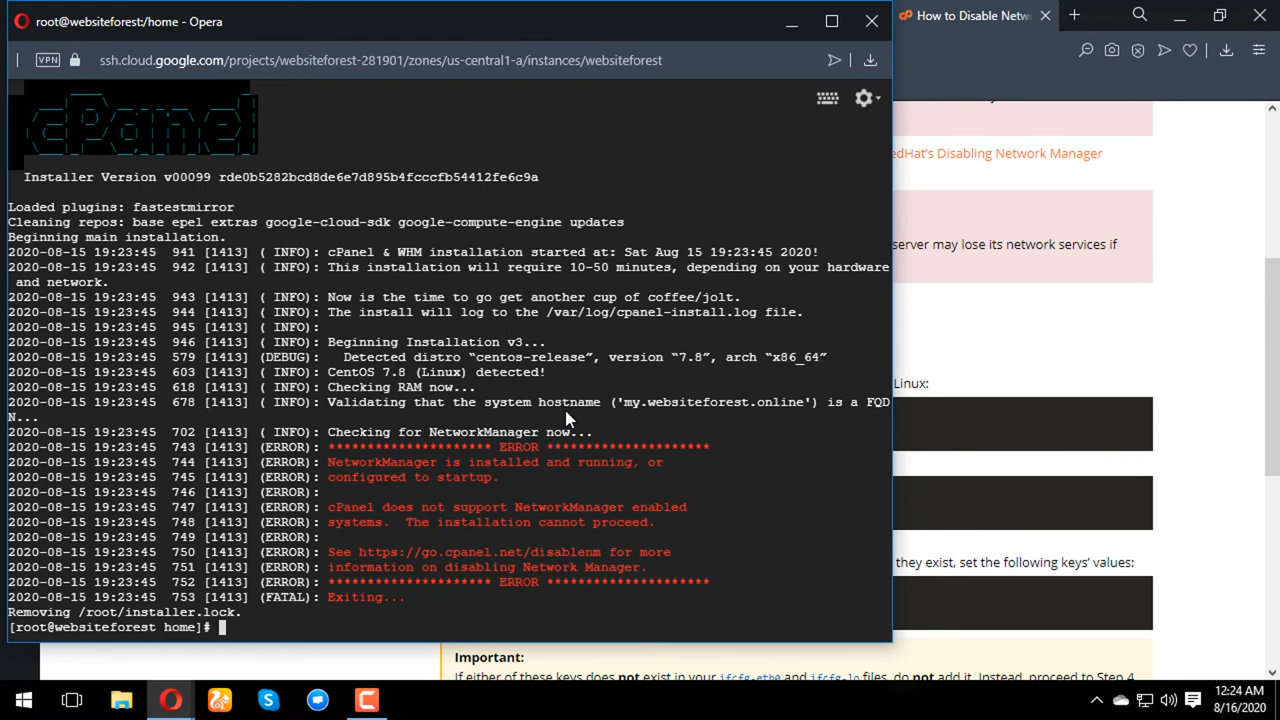 root@websiteforest:/home - Opera
How to Disable Netw
VPN
ssh.cloud.google.com/projects/websiteforest-281901/zones/us-central1-a/instances/websiteforest
cPanel
Installer Version v00099 rde0b5282bcd8de6e7d895b4fcccfb54412fe6c9a
Loaded plugins: fastestmirror
Cleaning repos: base epel extras google-cloud-sdk google-compute-engine updates
Beginning main installation.
2020-08-15 19:23:45  941 [1413] ( INFO): cPanel & WHM installation started at: Sat Aug 15 19:23:45 2020!
2020-08-15 19:23:45  942 [1413] ( INFO): This installation will require 10-50 minutes, depending on your hardware
and network.
2020-08-15 19:23:45  943 [1413] ( INFO): Now is the time to go get another cup of coffee/jolt.
2020-08-15 19:23:45  944 [1413] ( INFO): The install will log to the /var/log/cpanel-install.log file.
2020-08-15 19:23:45  945 [1413] ( INFO):
2020-08-15 19:23:45  946 [1413] ( INFO): Beginning Installation v3...
2020-08-15 19:23:45  579 [1413] (DEBUG):   Detected distro “centos-release”, version “7.8”, arch “x86_64”
2020-08-15 19:23:45  603 [1413] ( INFO): CentOS 7.8 (Linux) detected!
2020-08-15 19:23:45  618 [1413] ( INFO): Checking RAM now...
2020-08-15 19:23:45  678 [1413] ( INFO): Validating that the system hostname ('my.websiteforest.online') is a FQD
N...
2020-08-15 19:23:45  702 [1413] ( INFO): Checking for NetworkManager now...
2020-08-15 19:23:45  743 [1413] (ERROR): ********************* ERROR *********************
2020-08-15 19:23:45  744 [1413] (ERROR): NetworkManager is installed and running, or
2020-08-15 19:23:45  745 [1413] (ERROR): configured to startup.
2020-08-15 19:23:45  746 [1413] (ERROR):
2020-08-15 19:23:45  747 [1413] (ERROR): cPanel does not support NetworkManager enabled
2020-08-15 19:23:45  748 [1413] (ERROR): systems.  The installation cannot proceed.
2020-08-15 19:23:45  749 [1413] (ERROR):
2020-08-15 19:23:45  750 [1413] (ERROR): See https://go.cpanel.net/disablenm for more
2020-08-15 19:23:45  751 [1413] (ERROR): information on disabling Network Manager.
2020-08-15 19:23:45  752 [1413] (ERROR): ********************* ERROR *********************
2020-08-15 19:23:45  753 [1413] (FATAL): Exiting...
Removing /root/installer.lock.
[root@websiteforest home]#
edHat's Disabling Network Manager
server may lose its network services if
Linux:
they exist, set the following keys' values:
Important:
If either of these keys does not exist in your ifcfg-eth0 and ifcfg-lo files, do not add it. Instead, proceed to Step 4
12:24 AM
8/16/2020